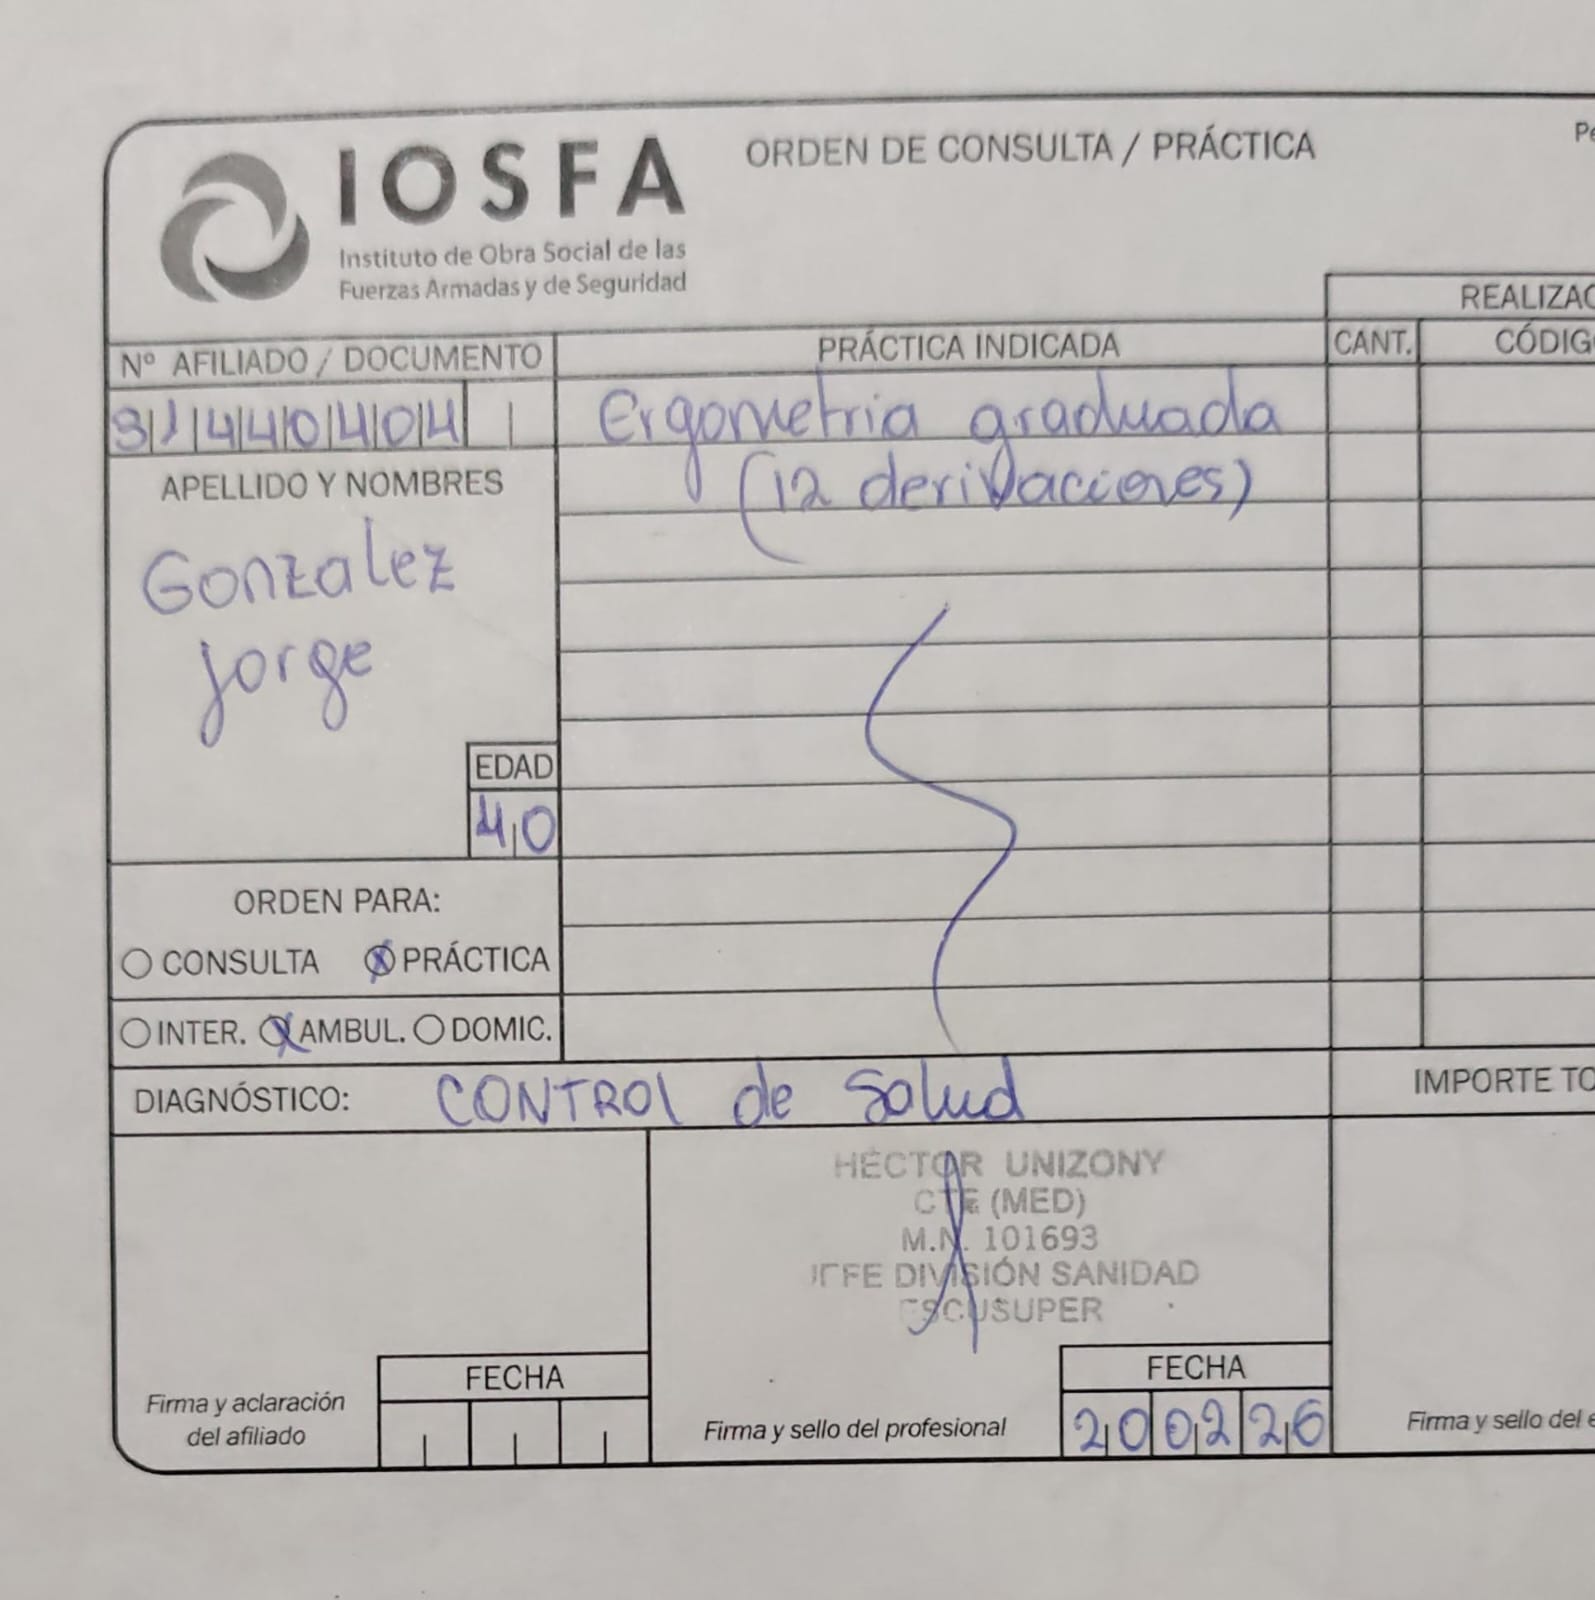 IOSFA
Instituto de Obra Social de las
Fuerzas Armadas y de Seguridad
ORDEN DE CONSULTA / PRÁCTICA
Pe
REALIZAC
Nº AFILIADO / DOCUMENTO
PRÁCTICA INDICADA
CANT.
CÓDIG
31440404
Ergometria graduada
(12 derivaciones)
APELLIDO Y NOMBRES
Gonzalez
Jorge
EDAD
40
ORDEN PARA:
CONSULTA PRÁCTICA
INTER. AMBUL. DOMIC.
DIAGNÓSTICO: CONTROL de Salud
IMPORTE TO
HÉCTOR UNIZONY
CTE (MED)
M.N. 101693
JEFE DIVISIÓN SANIDAD
ESCUSUPER
FECHA
Firma y aclaración
del afiliado
Firma y sello del profesional
FECHA
200226
Firma y sello del e